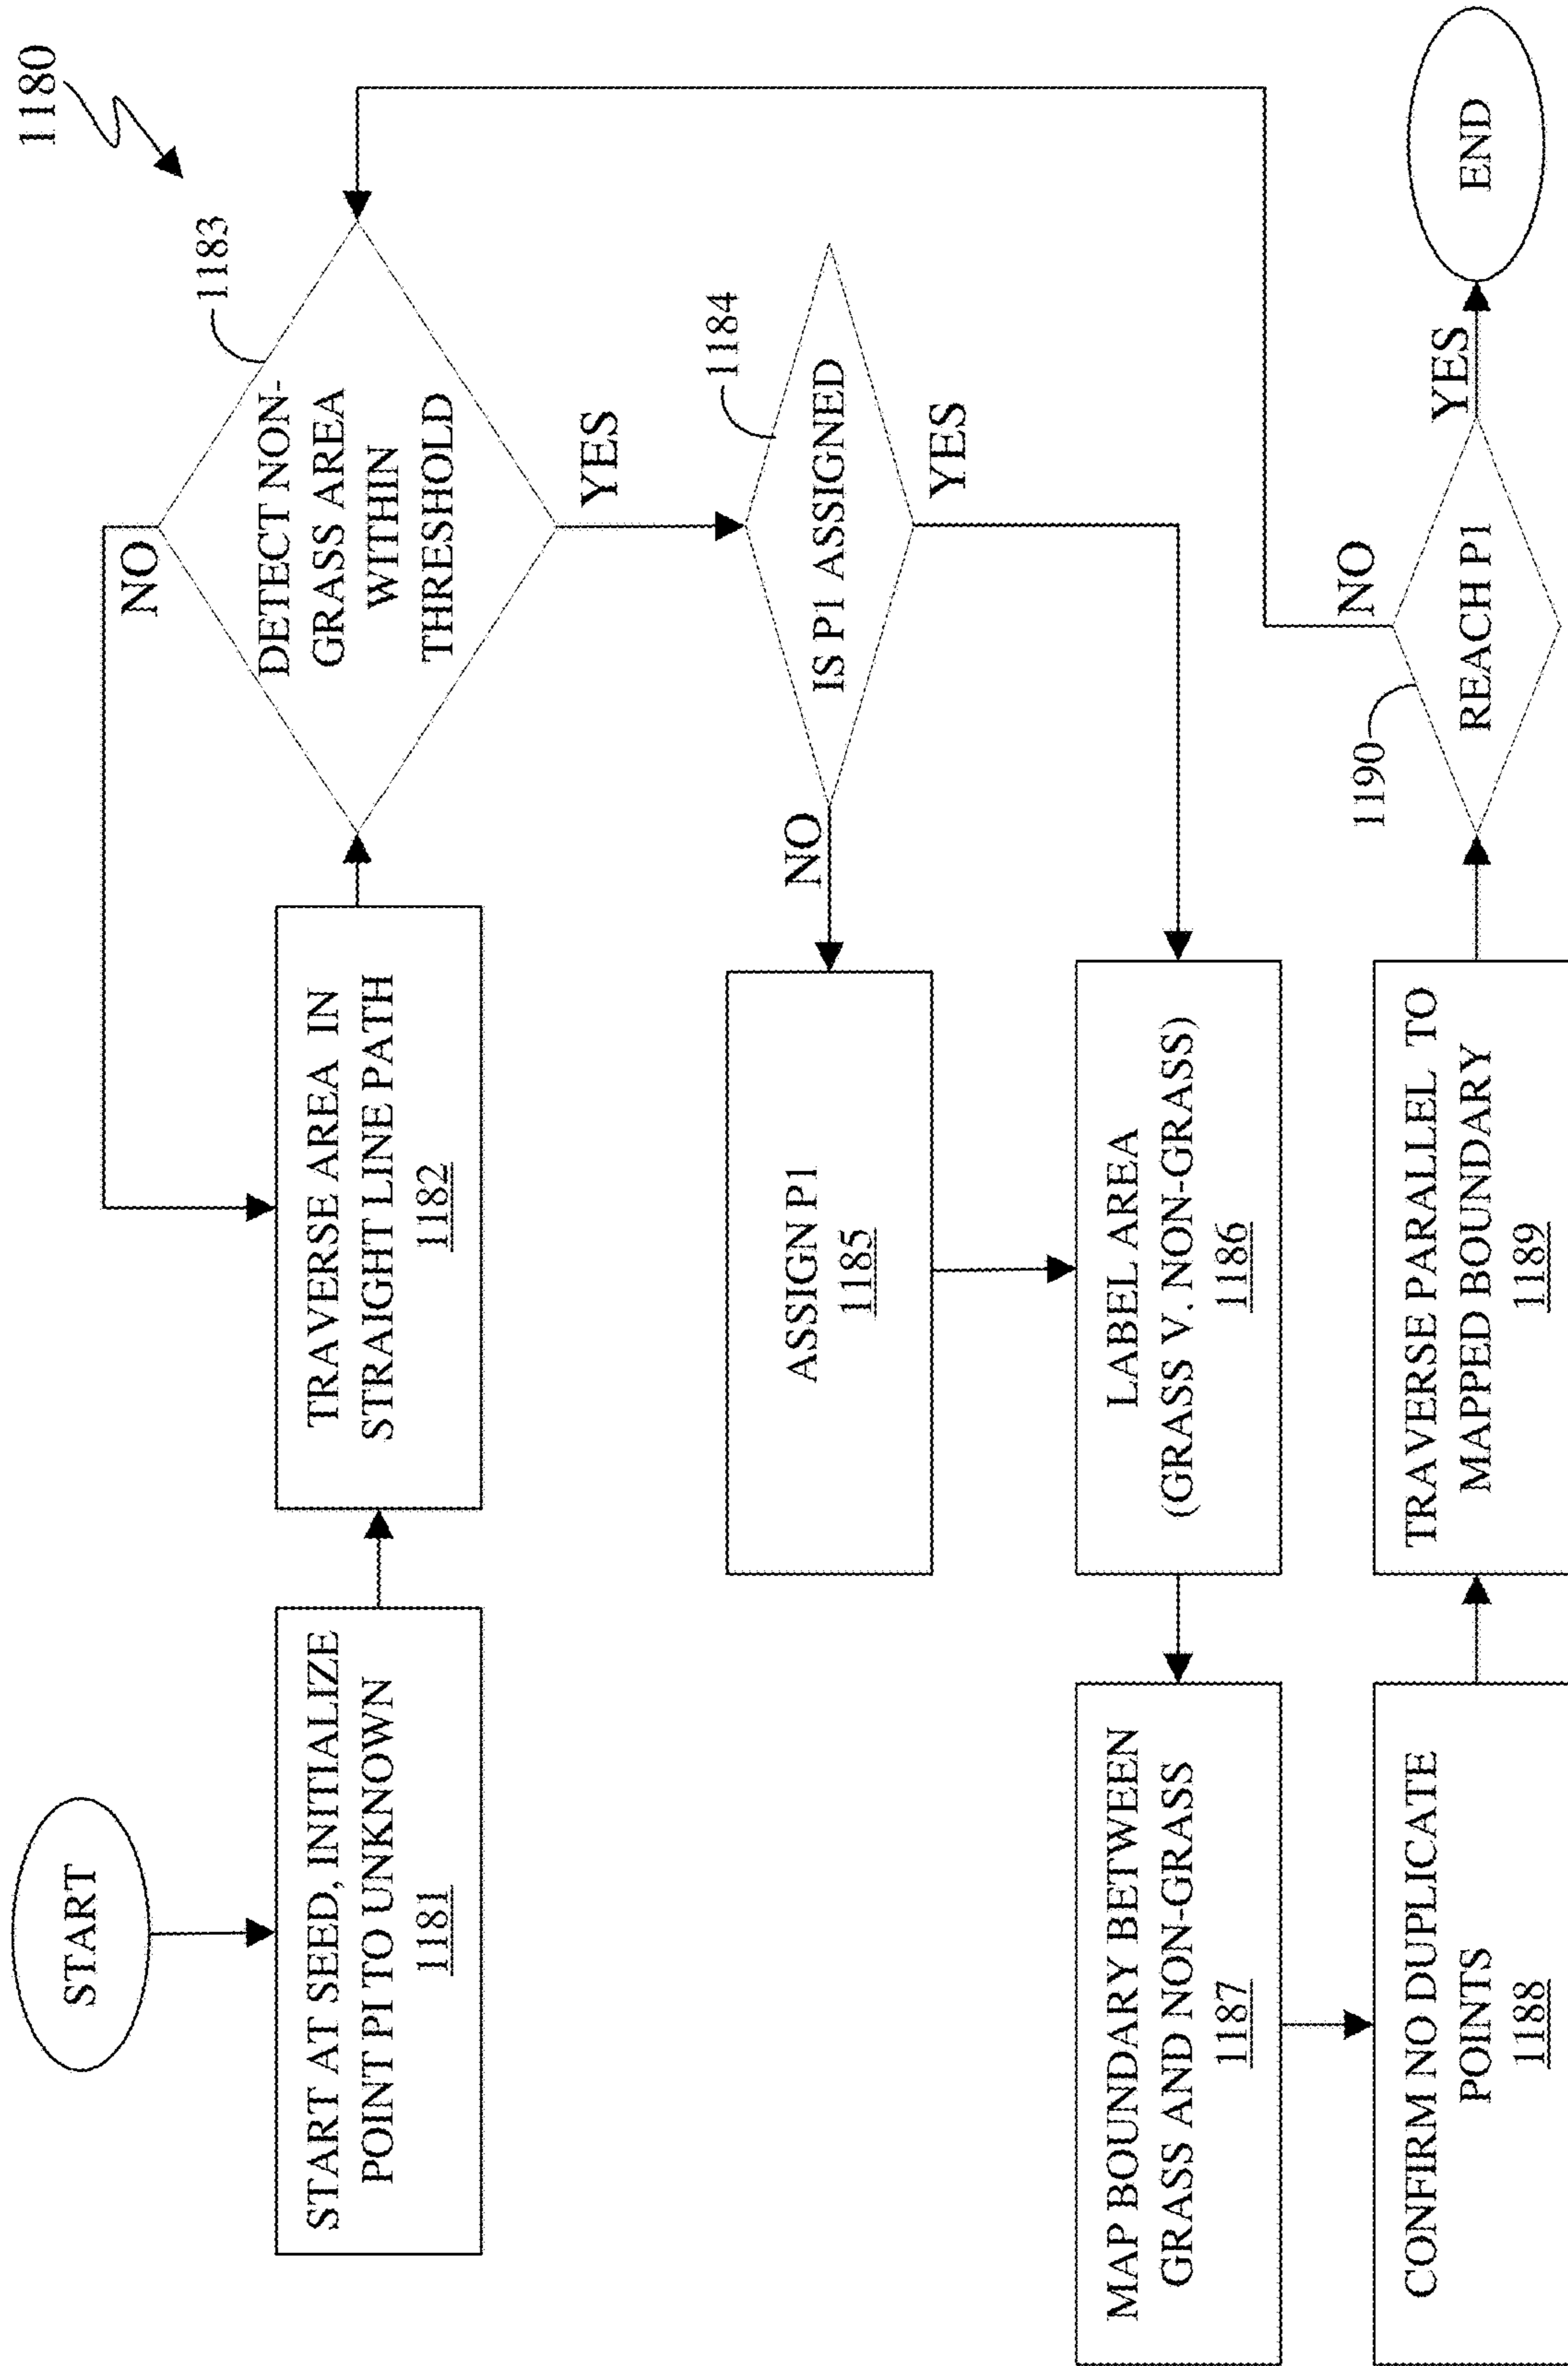 1180
START
START AT SEED, INITIALIZE
POINT PI TO UNKNOWN
1181
TRAVERSE AREA IN
STRAIGHT LINE PATH
1182
NO
1183
DETECT NON-
GRASS AREA
WITHIN
THRESHOLD
YES
1184
IS P1 ASSIGNED
NO
YES
ASSIGN P1
1185
LABEL AREA
(GRASS V. NON-GRASS)
1186
MAP BOUNDARY BETWEEN
GRASS AND NON-GRASS
1187
CONFIRM NO DUPLICATE
POINTS
1188
TRAVERSE PARALLEL TO
MAPPED BOUNDARY
1189
1190
REACH P1
NO
YES
END